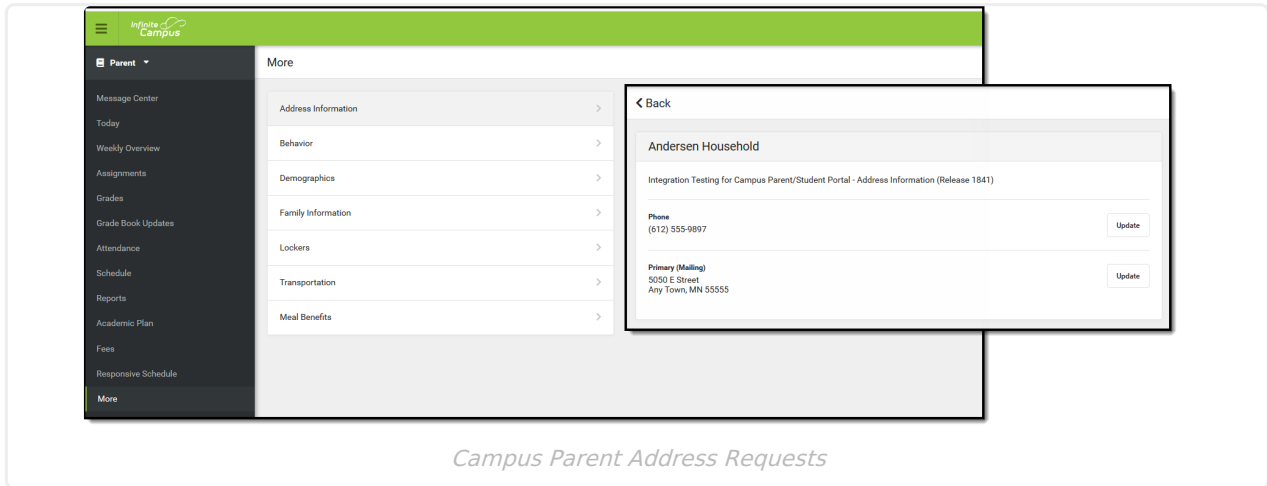 Infinite
Campus
Parent
More
Message Center
Today
Weekly Overview
Assignments
Grades
Grade Book Updates
Attendance
Schedule
Reports
Academic Plan
Fees
Responsive Schedule
More
Address Information
Behavior
Demographics
Family Information
Lockers
Transportation
Meal Benefits
Back
Andersen Household
Integration Testing for Campus Parent/Student Portal - Address Information (Release 1841)
Phone
(612) 555-9897
Update
Primary (Mailing)
5050 E Street
Any Town, MN 55555
Update
Campus Parent Address Requests